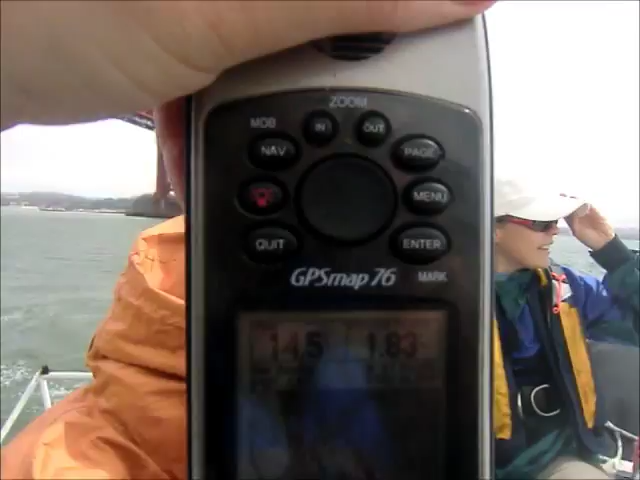 ZOOM
MOB
IN OUT
NAV PAGE
MENU
QUIT ENTER
GPSmap 76
MARK
14.5 1.83